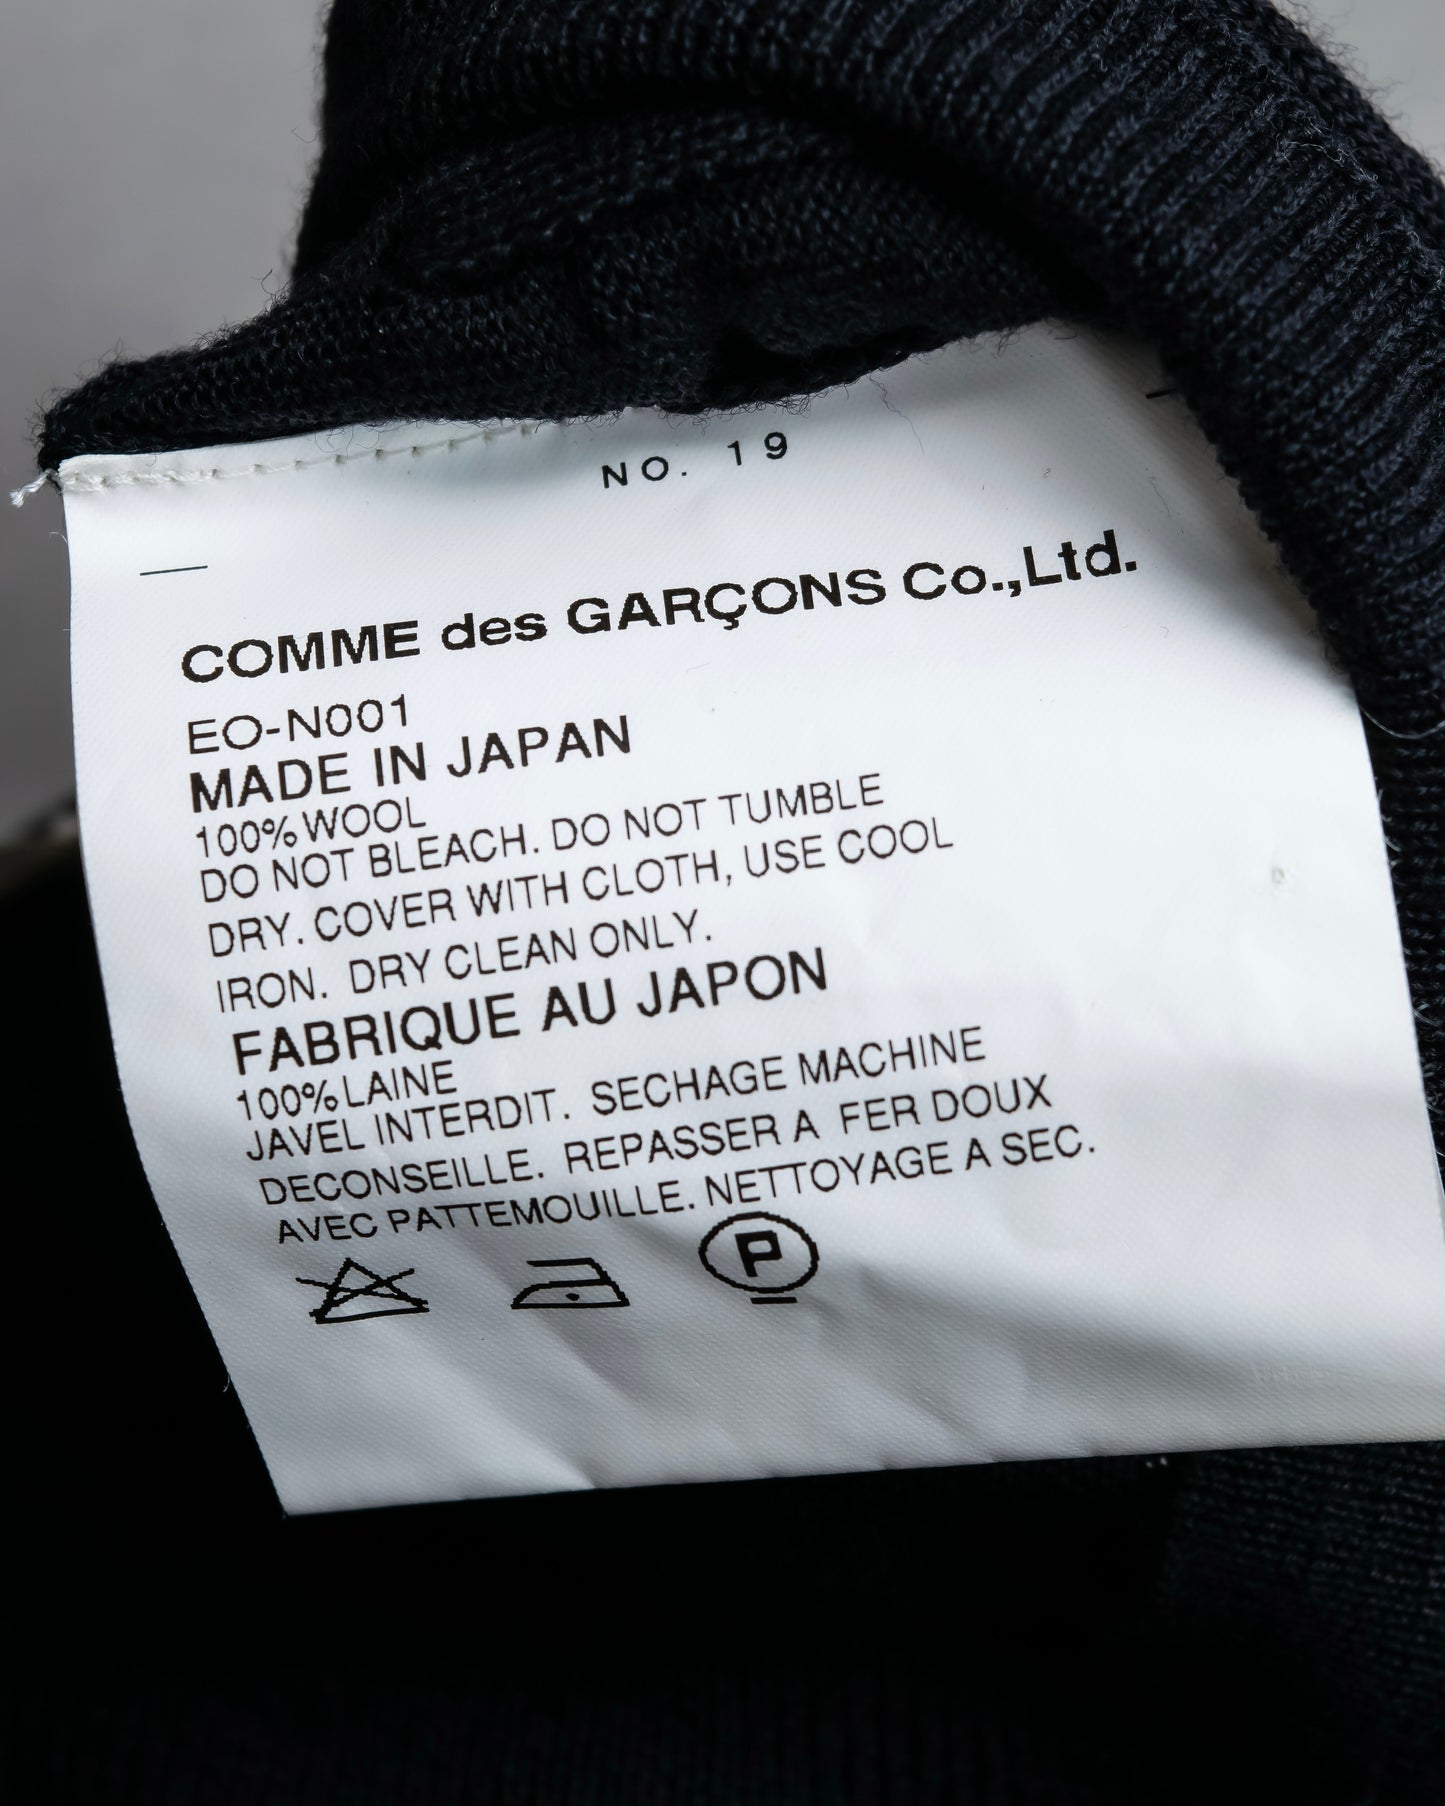 NO. 19
COMME des GARÇONS Co.,Ltd.
EO-N001
MADE IN JAPAN
100% WOOL
DO NOT BLEACH. DO NOT TUMBLE
DRY. COVER WITH CLOTH, USE COOL
IRON. DRY CLEAN ONLY.
FABRIQUE AU JAPON
100% LAINE
JAVEL INTERDIT. SECHAGE MACHINE
DECONSEILLE. REPASSER A FER DOUX
AVEC PATTEMOUILLE. NETTOYAGE A SEC.
P